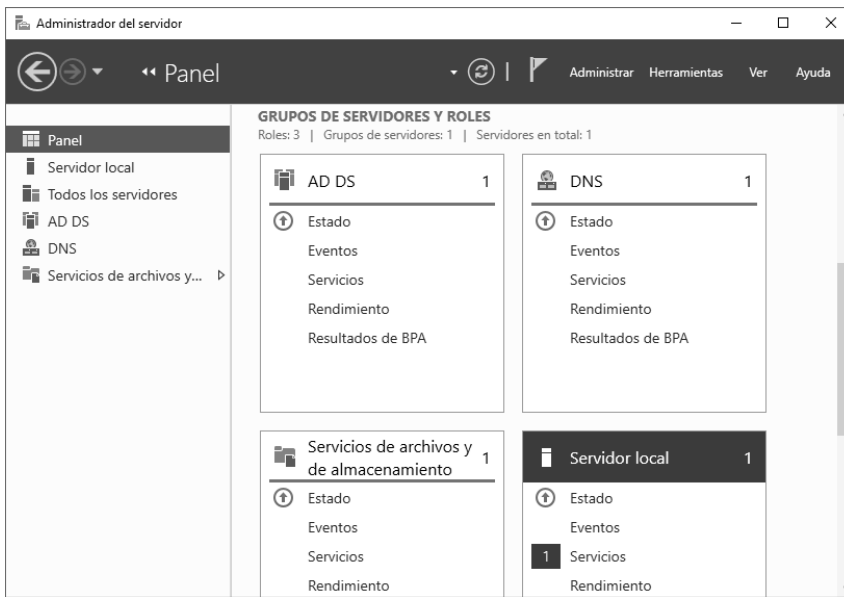 Administrador del servidor
Panel
Administrar Herramientas Ver Ayuda
Panel
Servidor local
Todos los servidores
AD DS
DNS
Servicios de archivos y...
GRUPOS DE SERVIDORES Y ROLES
Roles: 3 | Grupos de servidores: 1 | Servidores en total: 1
AD DS 1
Estado
Eventos
Servicios
Rendimiento
Resultados de BPA
DNS 1
Estado
Eventos
Servicios
Rendimiento
Resultados de BPA
Servicios de archivos y
de almacenamiento 1
Estado
Eventos
Servicios
Rendimiento
Servidor local 1
Estado
Eventos
1 Servicios
Rendimiento